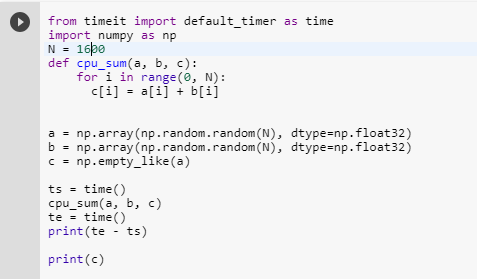 from timeit import default_timer as time
import numpy as np
N = 1600
def cpu_sum(a, b, c):
    for i in range(0, N):
      c[i] = a[i] + b[i]
a = np.array(np.random.random(N), dtype=np.float32)
b = np.array(np.random.random(N), dtype=np.float32)
c = np.empty_like(a)
ts = time()
cpu_sum(a, b, c)
te = time()
print(te - ts)
print(c)